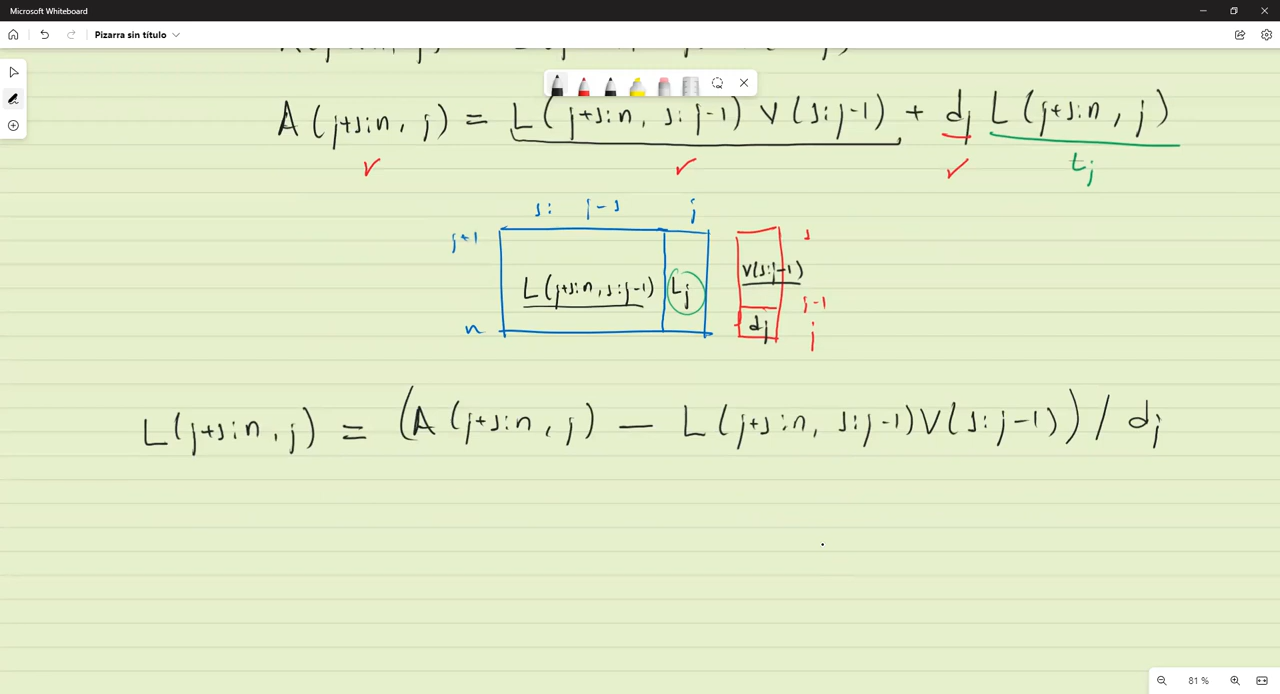 Microsoft Whiteboard
Pizarra sin título
A(j+1:n, j) = L(j+1:n, 1:j-1) V(1:j-1) + dj L(j+1:n, j)
tj
1: j-1 j
j+1
L(j+1:n, 1:j-1) Lj
n
1
V(1:j-1)
j-1
dj
j
L(j+1:n, j) = (A(j+1:n, j) - L(j+1:n, 1:j-1)V(1:j-1)) / dj
81 %